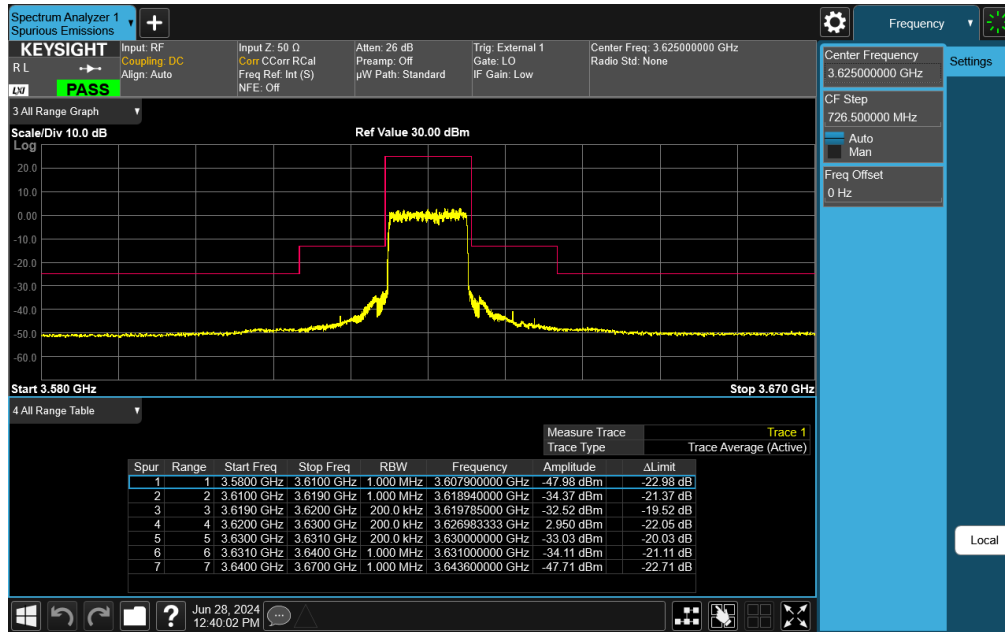 Spectrum Analyzer 1
Spurious Emissions
Frequency
KEYSIGHT
R L
LXI
PASS
Input: RF
Coupling: DC
Align: Auto
Input Z: 50 Ω
Corr CCorr RCal
Freq Ref: Int (S)
NFE: Off
Atten: 26 dB
Preamp: Off
µW Path: Standard
Trig: External 1
Gate: LO
IF Gain: Low
Center Freq: 3.625000000 GHz
Radio Std: None
Center Frequency
3.625000000 GHz
Settings
CF Step
726.500000 MHz
Auto
Man
Freq Offset
0 Hz
3 All Range Graph
Scale/Div 10.0 dB
Ref Value 30.00 dBm
Log
20.0
10.0
0.00
-10.0
-20.0
-30.0
-40.0
-50.0
-60.0
Start 3.580 GHz
Stop 3.670 GHz
4 All Range Table
Measure Trace Trace 1
Trace Type Trace Average (Active)
Spur Range Start Freq Stop Freq RBW Frequency Amplitude ΔLimit
1 1 3.5800 GHz 3.6100 GHz 1.000 MHz 3.607900000 GHz -47.98 dBm -22.98 dB
2 2 3.6100 GHz 3.6190 GHz 1.000 MHz 3.618940000 GHz -34.37 dBm -21.37 dB
3 3 3.6190 GHz 3.6200 GHz 200.0 kHz 3.619785000 GHz -32.52 dBm -19.52 dB
4 4 3.6200 GHz 3.6300 GHz 200.0 kHz 3.626983333 GHz 2.950 dBm -22.05 dB
5 5 3.6300 GHz 3.6310 GHz 200.0 kHz 3.630000000 GHz -33.03 dBm -20.03 dB
6 6 3.6310 GHz 3.6400 GHz 1.000 MHz 3.631000000 GHz -34.11 dBm -21.11 dB
7 7 3.6400 GHz 3.6700 GHz 1.000 MHz 3.643600000 GHz -47.71 dBm -22.71 dB
Local
?
Jun 28, 2024
12:40:02 PM